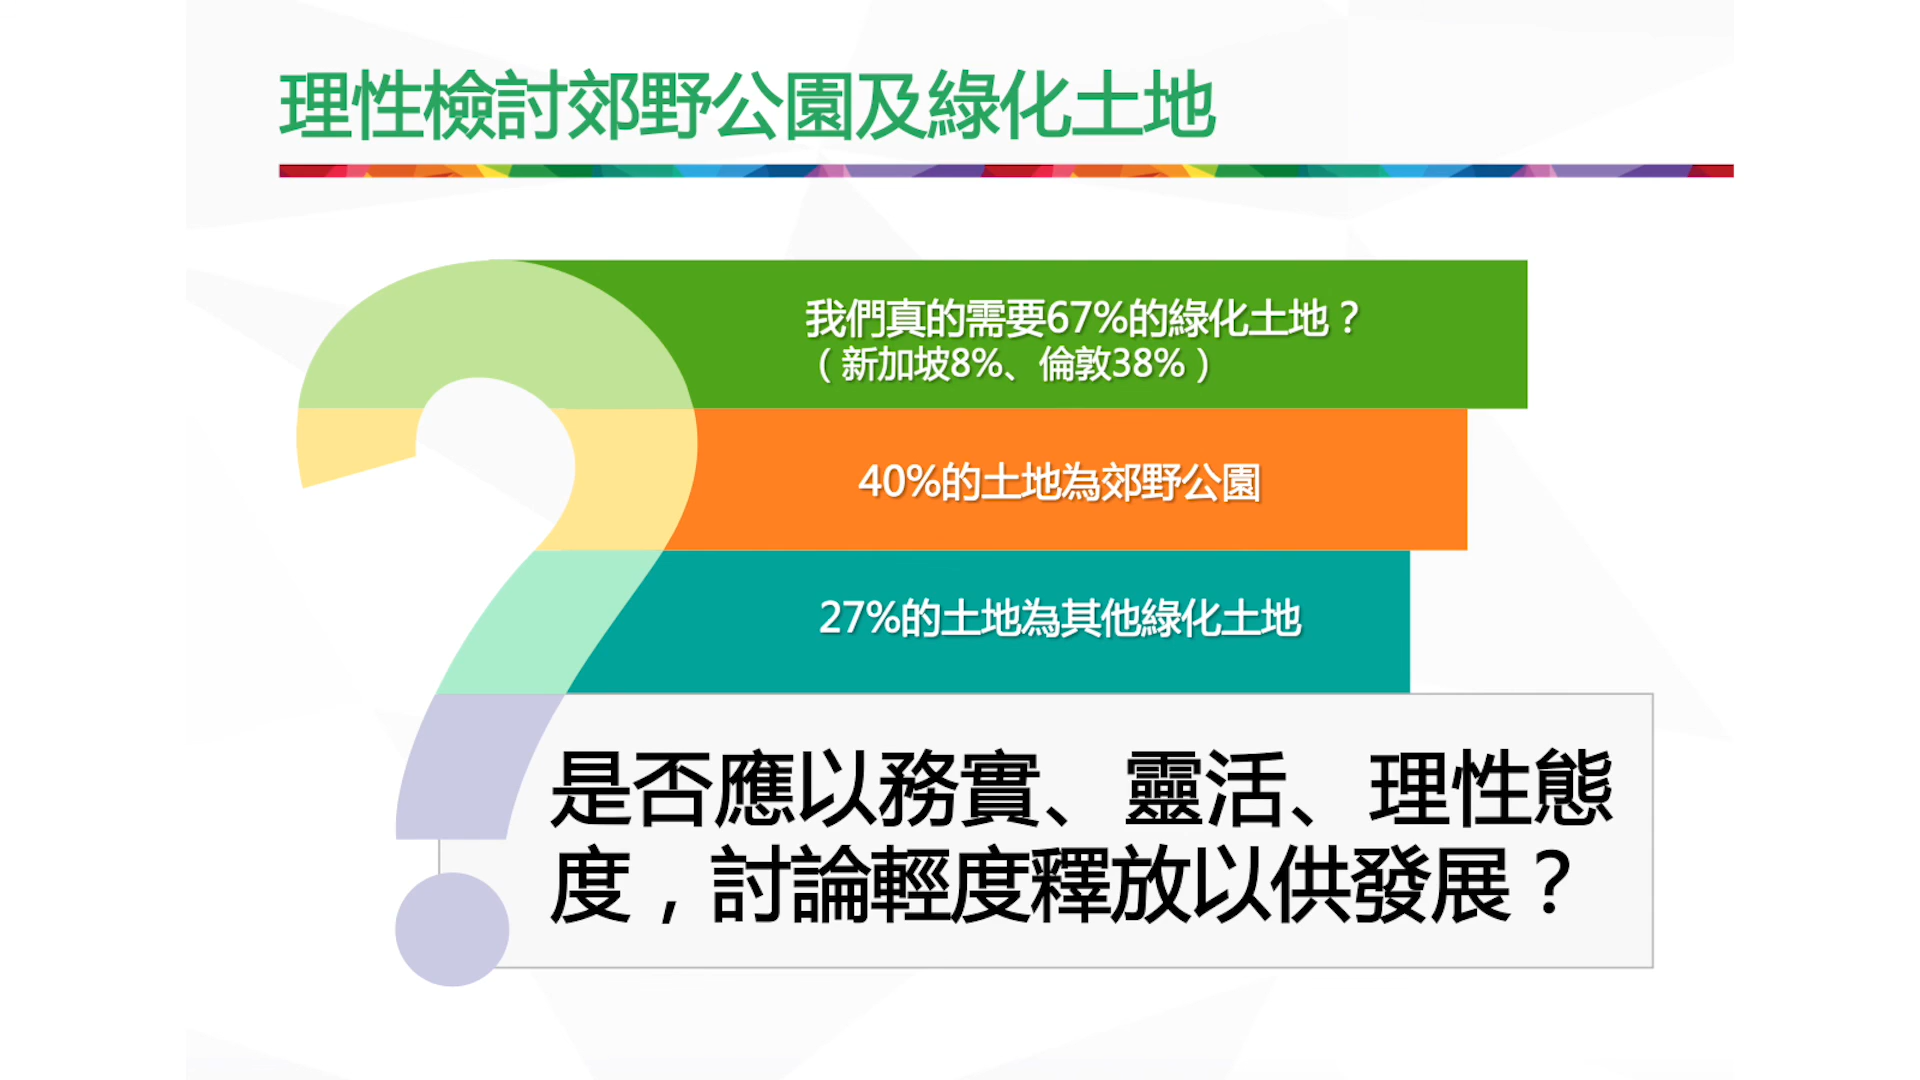 理性檢討郊野公園及綠化土地
我們真的需要67%的綠化土地？
（新加坡8%、倫敦38%）
40%的土地為郊野公園
27%的土地為其他綠化土地
是否應以務實、靈活、理性態
度，討論輕度釋放以供發展？